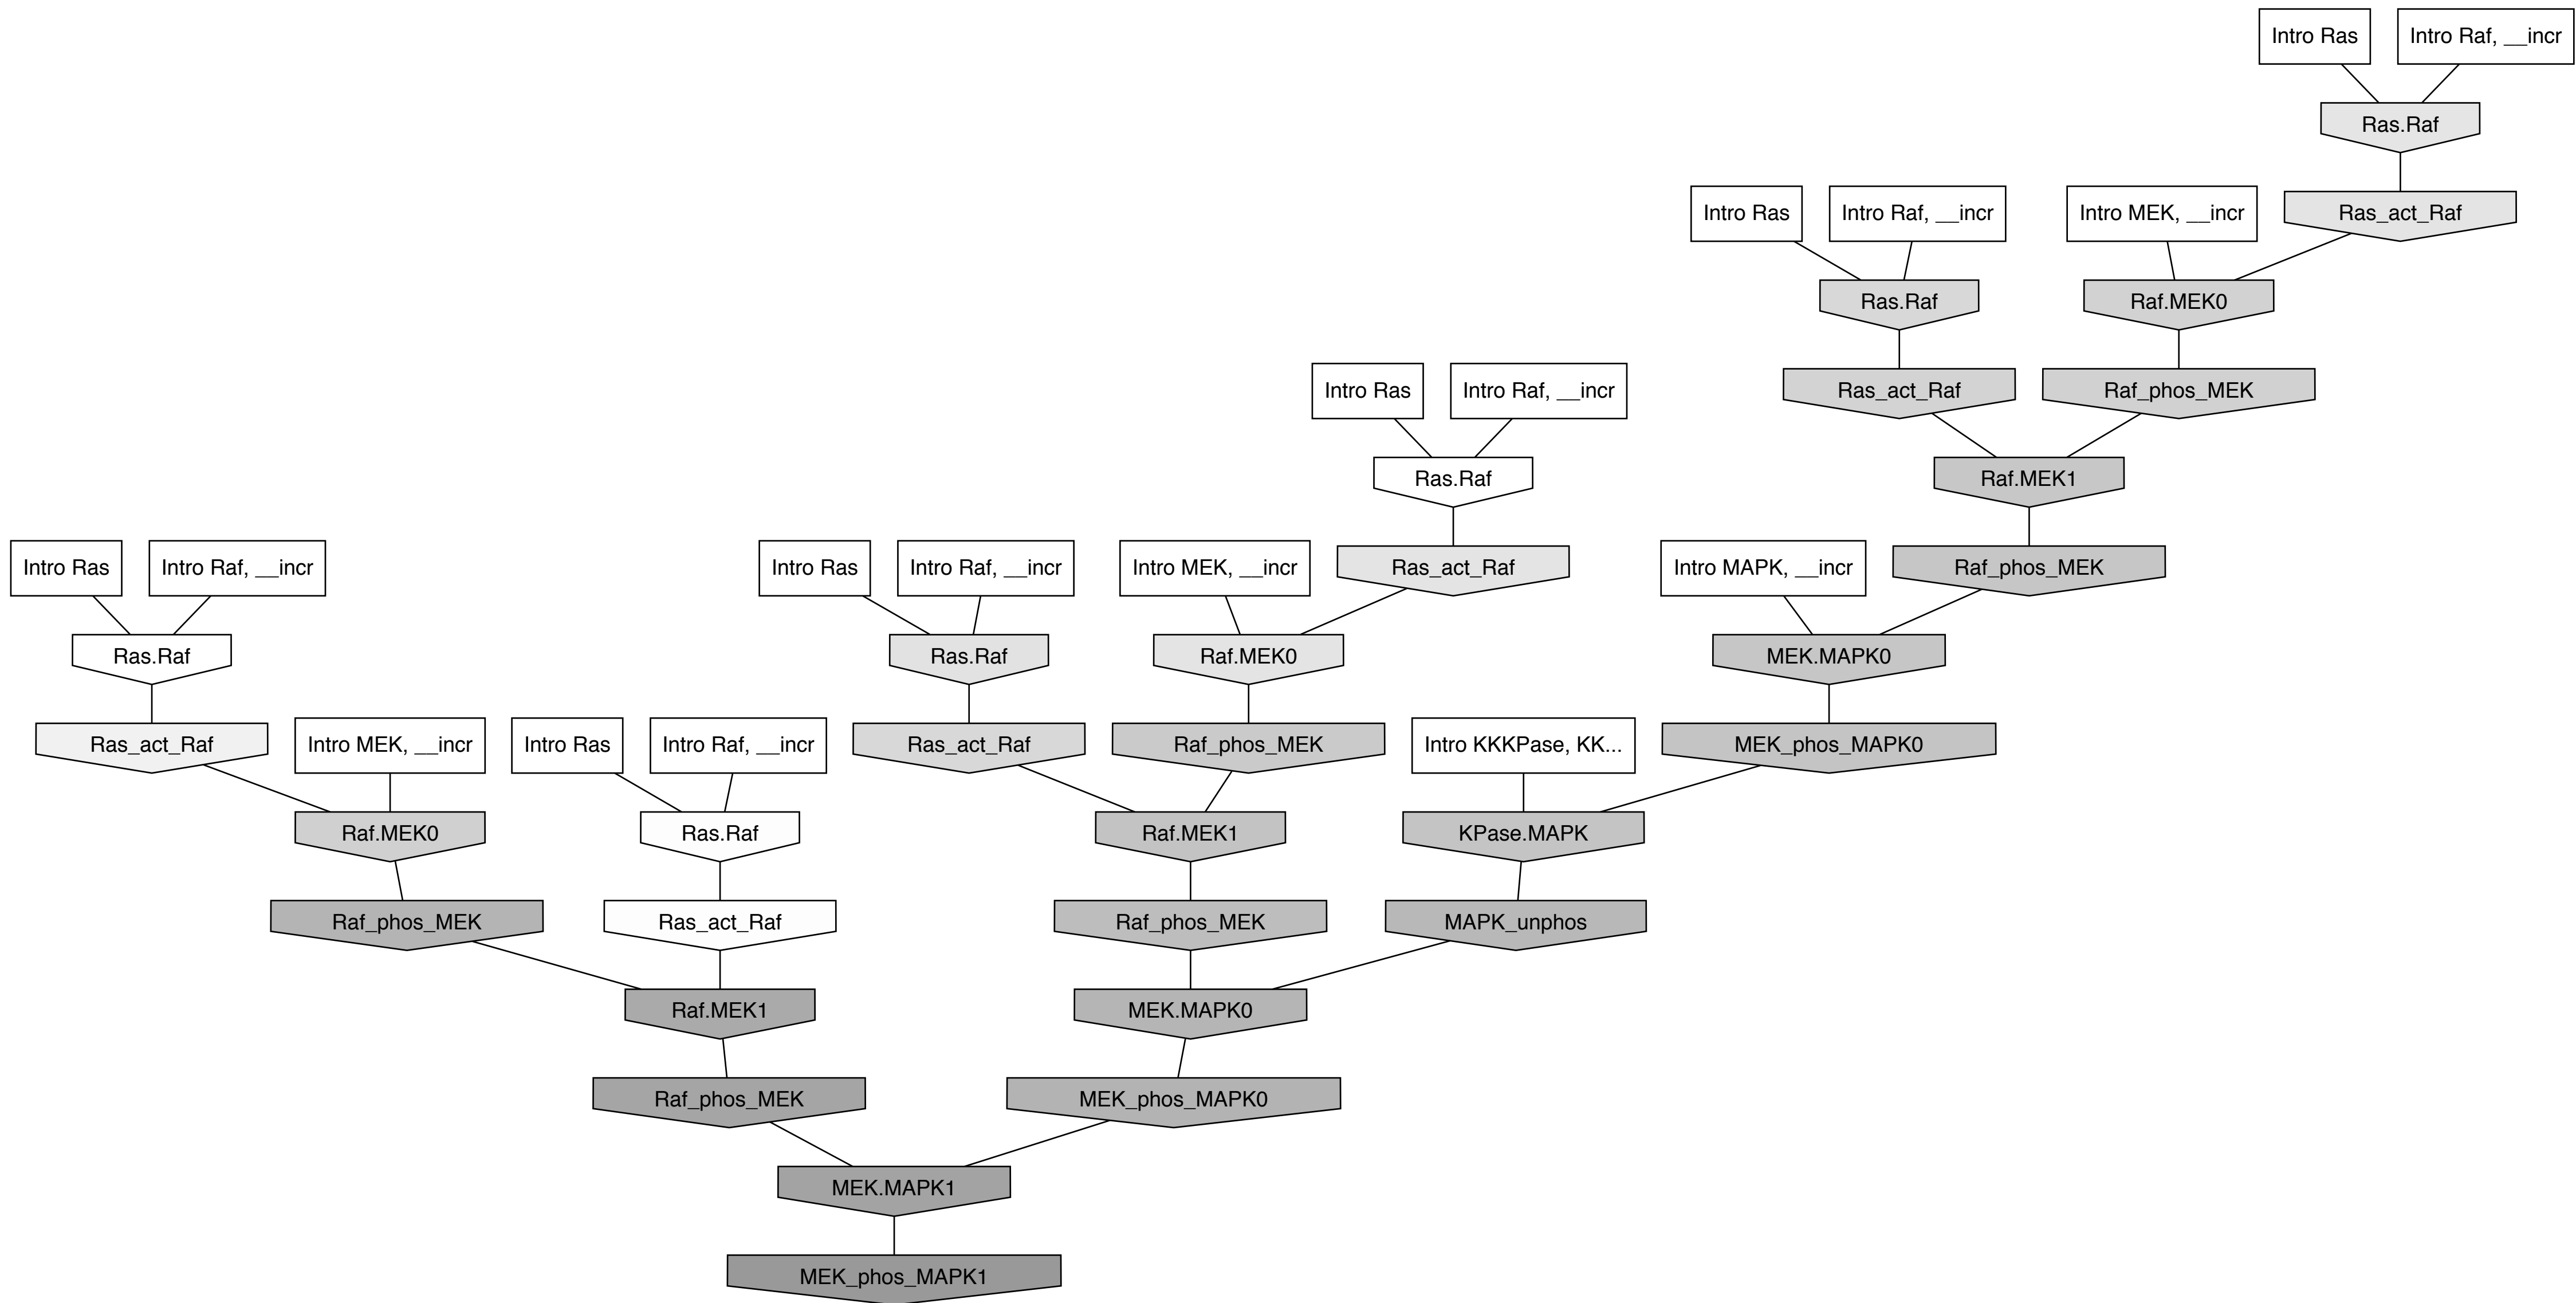 Intro Ras
Intro Raf, __incr
Ras.Raf
Intro Ras
Intro Raf, __incr
Intro MEK, __incr
Ras_act_Raf
Ras.Raf
Raf.MEK0
Intro Ras
Intro Raf, __incr
Ras_act_Raf
Raf_phos_MEK
Ras.Raf
Raf.MEK1
Intro Ras
Intro Raf, __incr
Intro Ras
Intro Raf, __incr
Intro MEK, __incr
Ras_act_Raf
Intro MAPK, __incr
Raf_phos_MEK
Ras.Raf
Ras.Raf
Raf.MEK0
MEK.MAPK0
Ras_act_Raf
Intro MEK, __incr
Intro Ras
Intro Raf, __incr
Ras_act_Raf
Raf_phos_MEK
Intro KKKPase, KK...
MEK_phos_MAPK0
Raf.MEK0
Ras.Raf
Raf.MEK1
KPase.MAPK
Raf_phos_MEK
Ras_act_Raf
Raf_phos_MEK
MAPK_unphos
Raf.MEK1
MEK.MAPK0
Raf_phos_MEK
MEK_phos_MAPK0
MEK.MAPK1
MEK_phos_MAPK1